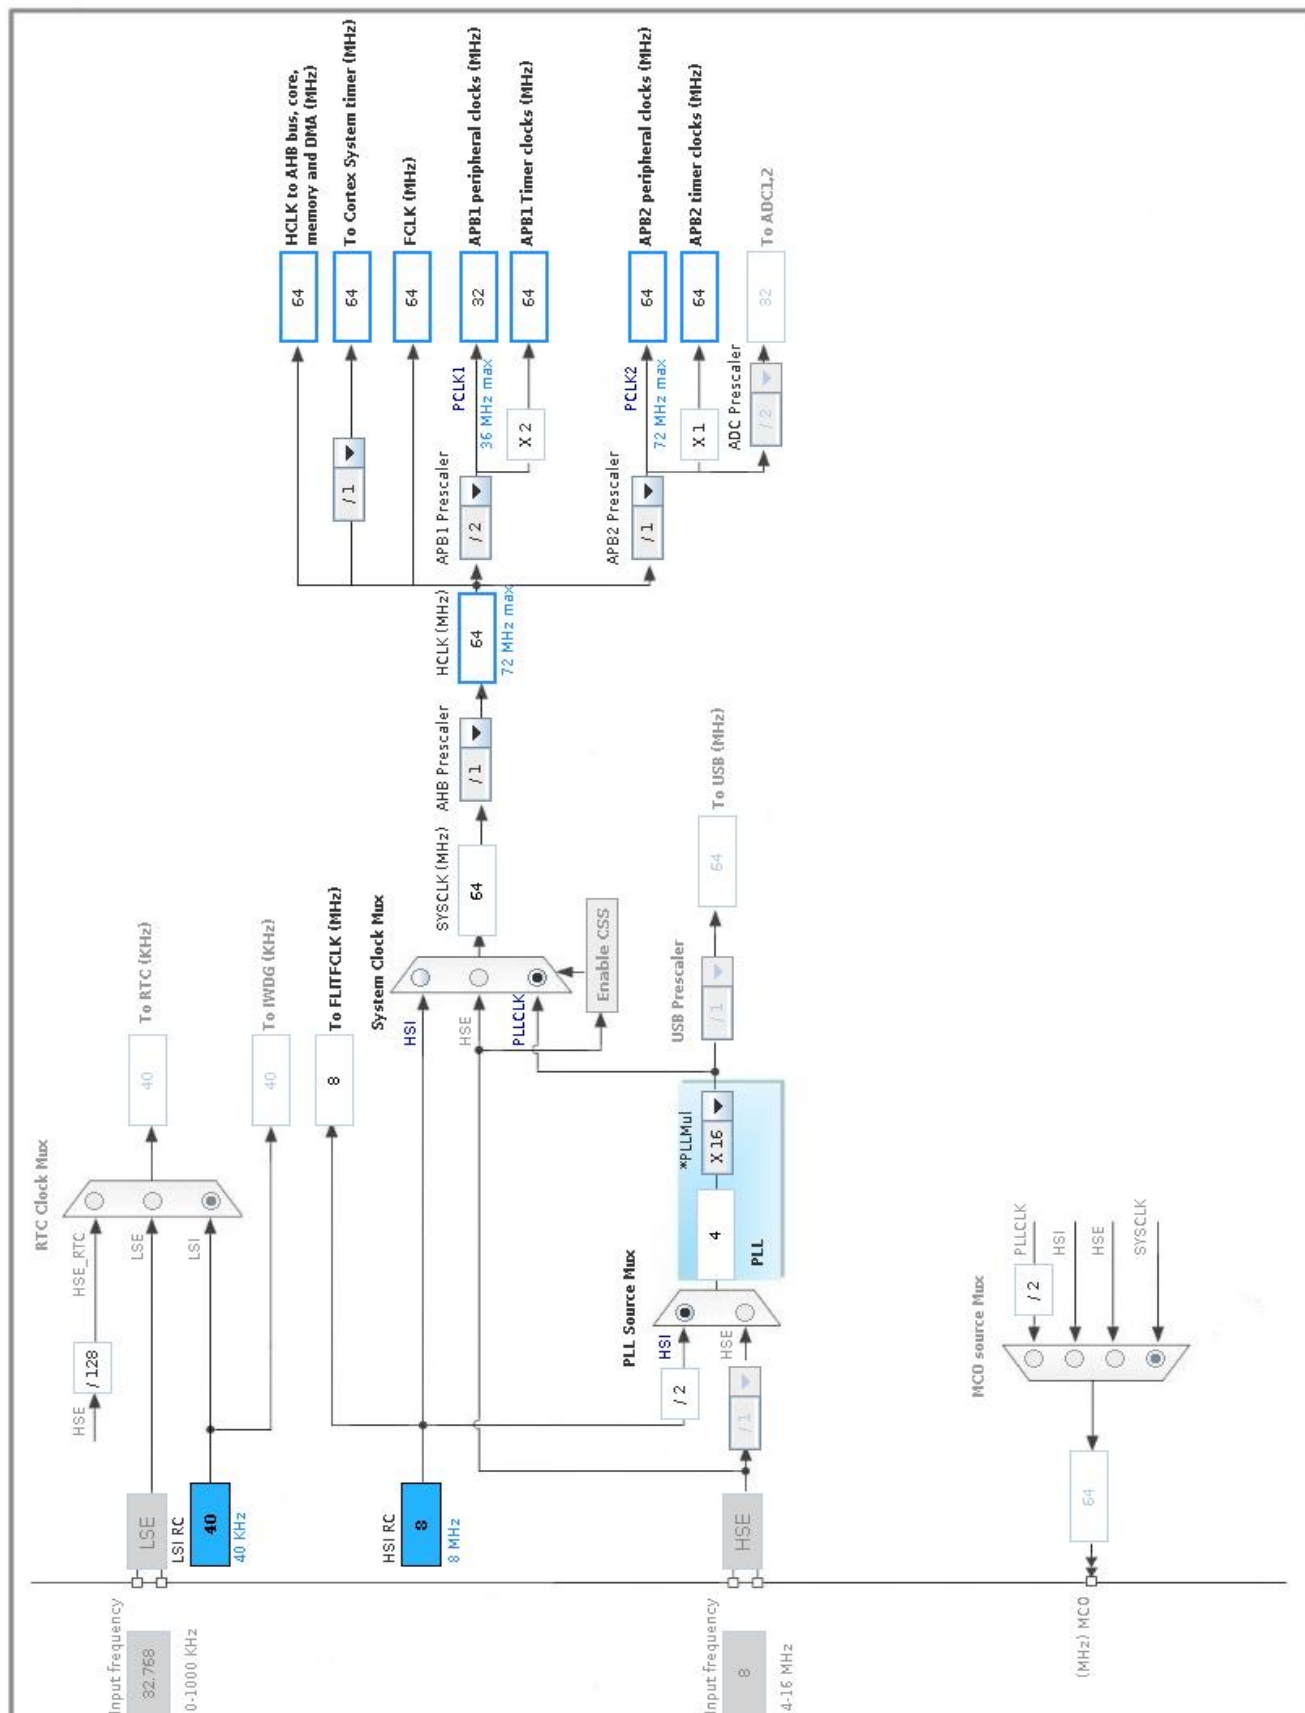 Input frequency
32.768
0-1000 KHz
LSE
LSI RC
40
40 KHz
HSE
/ 128
HSE_RTC
LSE
LSI
RTC Clock Mux
40
To RTC (KHz)
40
To IWDG (KHz)
8
To FLITFCLK (MHz)
HSI RC
8
8 MHz
System Clock Mux
HSI
HSE
PLLCLK
Enable CSS
SYSCLK (MHz)
64
AHB Prescaler
/ 1
HCLK (MHz)
64
72 MHz max
64
HCLK to AHB bus, core,
memory and DMA (MHz)
/ 1
64
To Cortex System timer (MHz)
64
FCLK (MHz)
APB1 Prescaler
/ 2
PCLK1
36 MHz max
32
APB1 peripheral clocks (MHz)
X 2
64
APB1 Timer clocks (MHz)
APB2 Prescaler
/ 1
PCLK2
72 MHz max
64
APB2 peripheral clocks (MHz)
X 1
64
APB2 timer clocks (MHz)
ADC Prescaler
/ 2
32
To ADC1,2
Input frequency
8
4-16 MHz
HSE
/ 1
/ 2
PLL Source Mux
HSI
HSE
4
*PLLMul
X 16
PLL
USB Prescaler
/ 1
64
To USB (MHz)
(MHz) MCO
64
MCO source Mux
/ 2
PLLCLK
HSI
HSE
SYSCLK